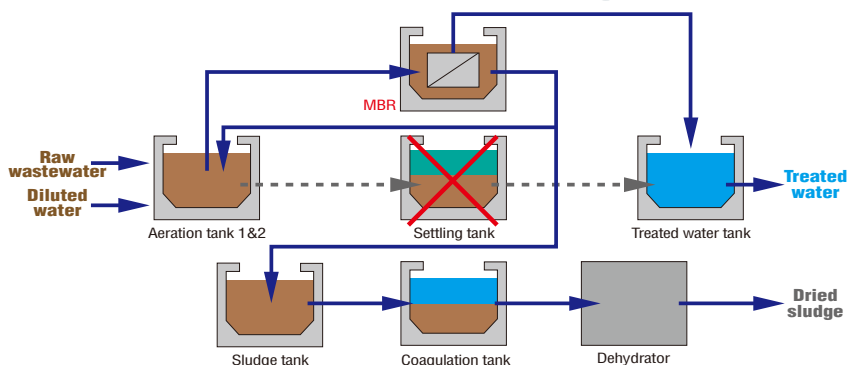 MBR
Raw
wastewater
Diluted
water
Aeration tank 1&2
Settling tank
Treated water tank
Treated
water
Sludge tank
Coagulation tank
Dehydrator
Dried
sludge